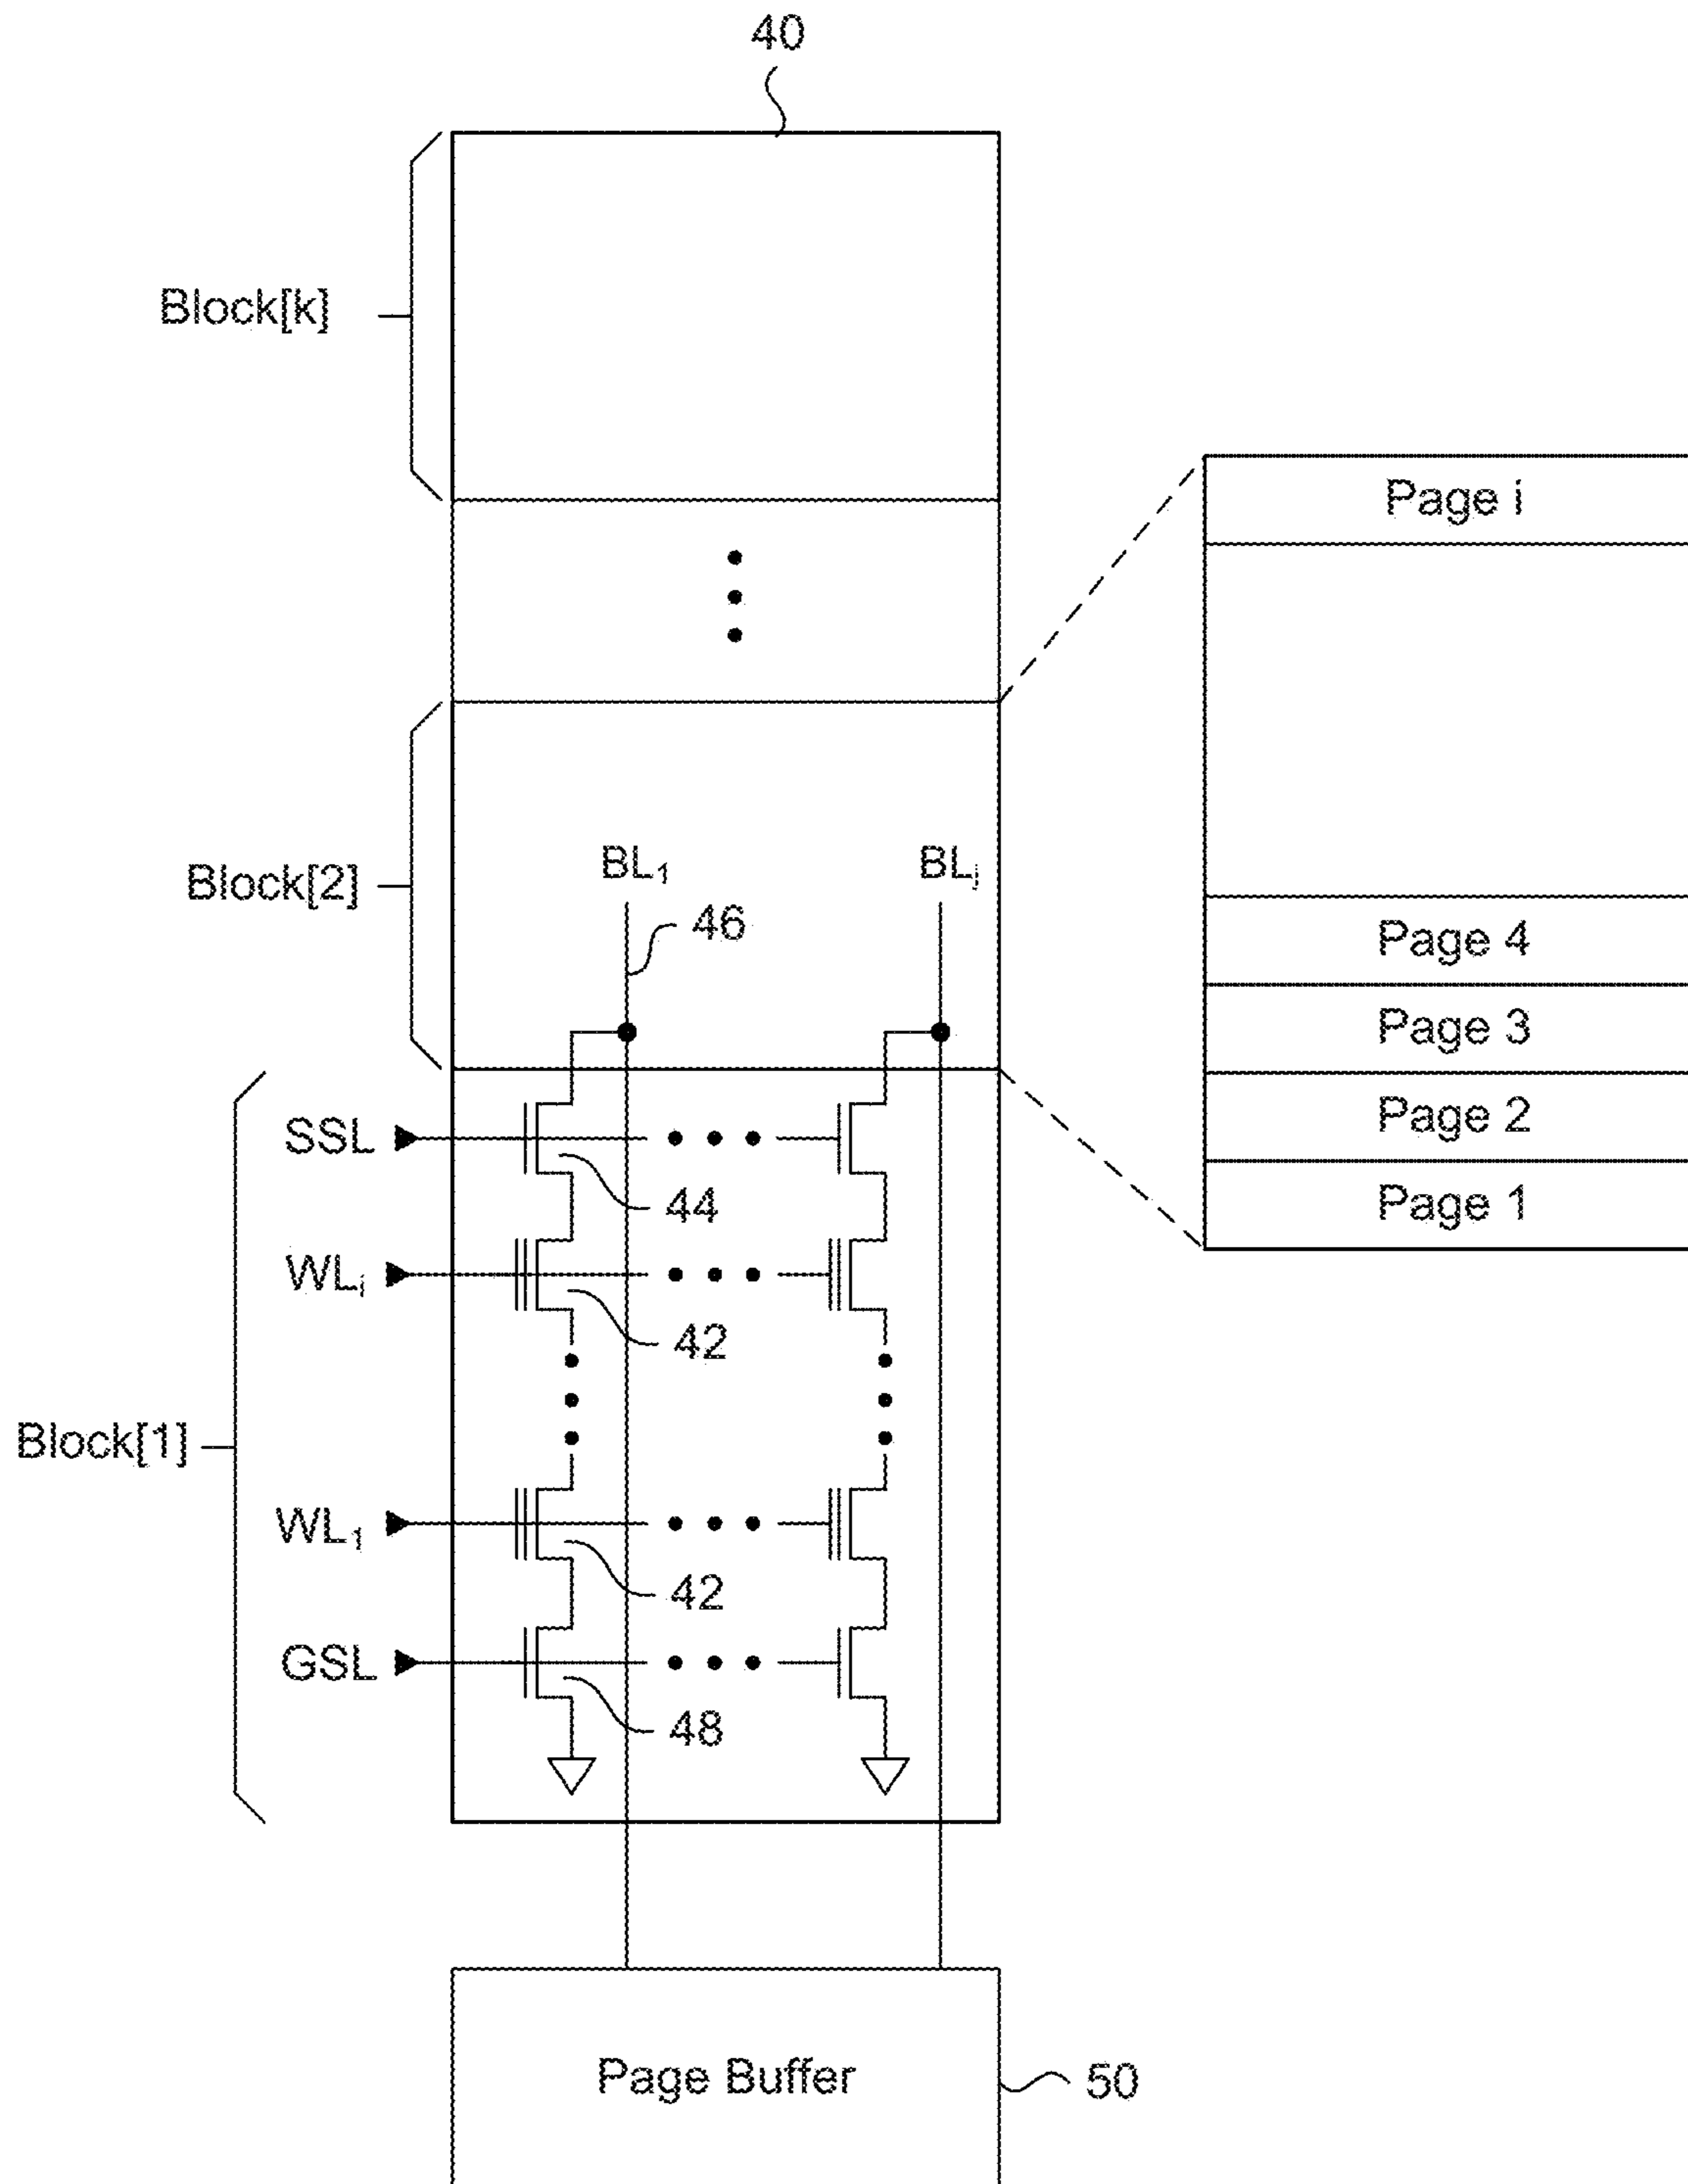 40
Block[k]
Page i
Block[2]
BL₁
BLⱼ
46
Page 4
Page 3
Page 2
Page 1
SSL
44
WLᵢ
42
Block[1]
WL₁
42
GSL
48
Page Buffer
50